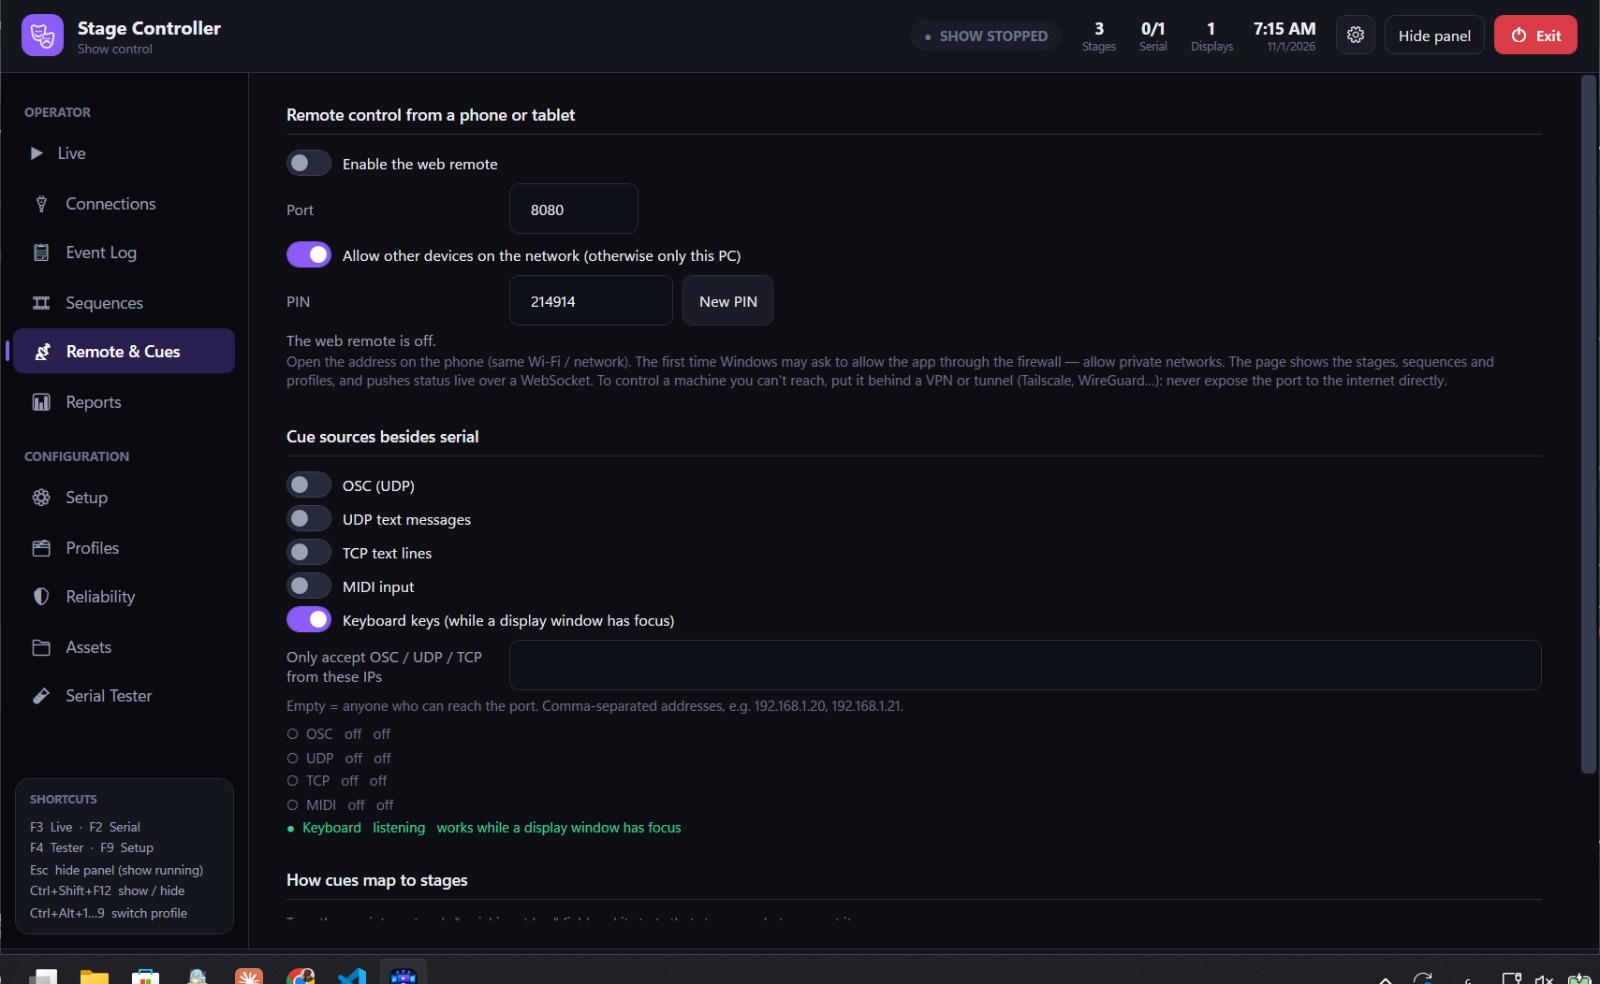 Stage Controller
Show control
SHOW STOPPED
3
Stages
0/1
Serial
1
Displays
7:15 AM
11/1/2026
Hide panel
Exit
OPERATOR
Live
Connections
Event Log
Sequences
Remote & Cues
Reports
CONFIGURATION
Setup
Profiles
Reliability
Assets
Serial Tester
SHORTCUTS
F3 Live · F2 Serial
F4 Tester · F9 Setup
Esc hide panel (show running)
Ctrl+Shift+F12 show / hide
Ctrl+Alt+1...9 switch profile
Remote control from a phone or tablet
Enable the web remote
Port
8080
Allow other devices on the network (otherwise only this PC)
PIN
214914
New PIN
The web remote is off.
Open the address on the phone (same Wi-Fi / network). The first time Windows may ask to allow the app through the firewall — allow private networks. The page shows the stages, sequences and
profiles, and pushes status live over a WebSocket. To control a machine you can't reach, put it behind a VPN or tunnel (Tailscale, WireGuard...): never expose the port to the internet directly.
Cue sources besides serial
OSC (UDP)
UDP text messages
TCP text lines
MIDI input
Keyboard keys (while a display window has focus)
Only accept OSC / UDP / TCP
from these IPs
Empty = anyone who can reach the port. Comma-separated addresses, e.g. 192.168.1.20, 192.168.1.21.
OSC off off
UDP off off
TCP off off
MIDI off off
Keyboard listening works while a display window has focus
How cues map to stages